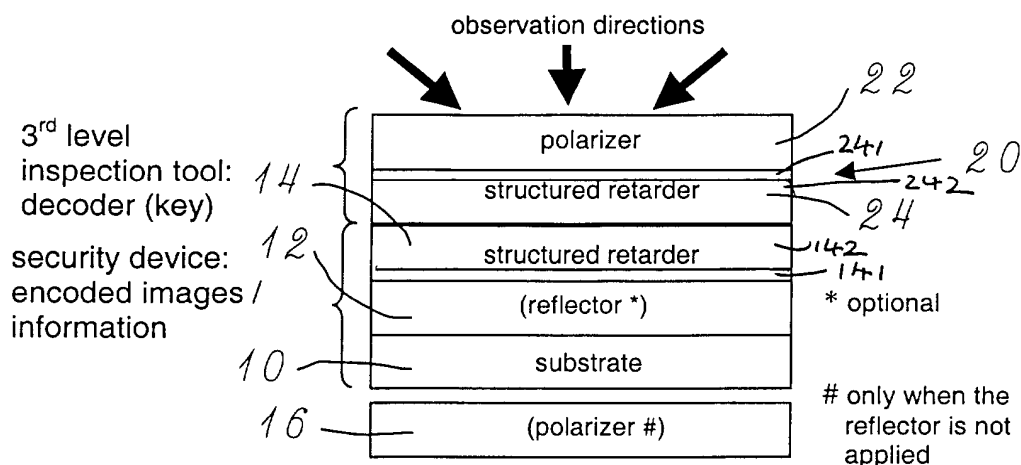 observation directions
22
polarizer
241
20
3rd level
inspection tool:
decoder (key)
14
structured retarder
242
24
12
structured retarder
142
141
security device:
encoded images /
information
(reflector *)
* optional
10
substrate
16
(polarizer #)
# only when the
reflector is not
applied